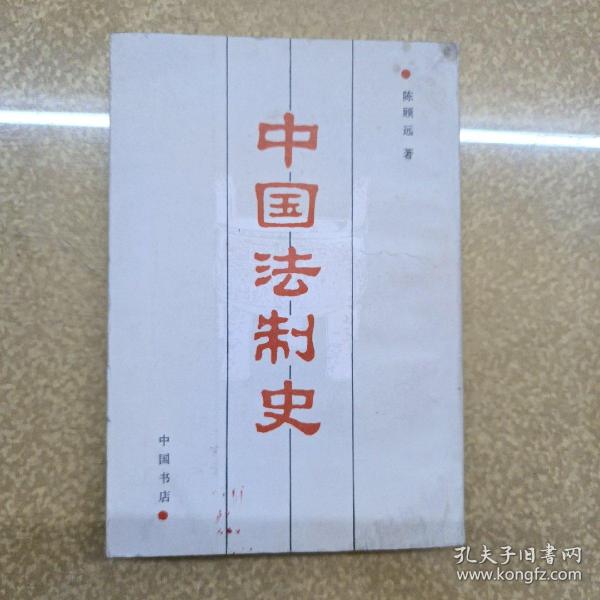 陈顾远 著
中国法制史
中国书店
孔夫子旧书网
www.kongfz.com